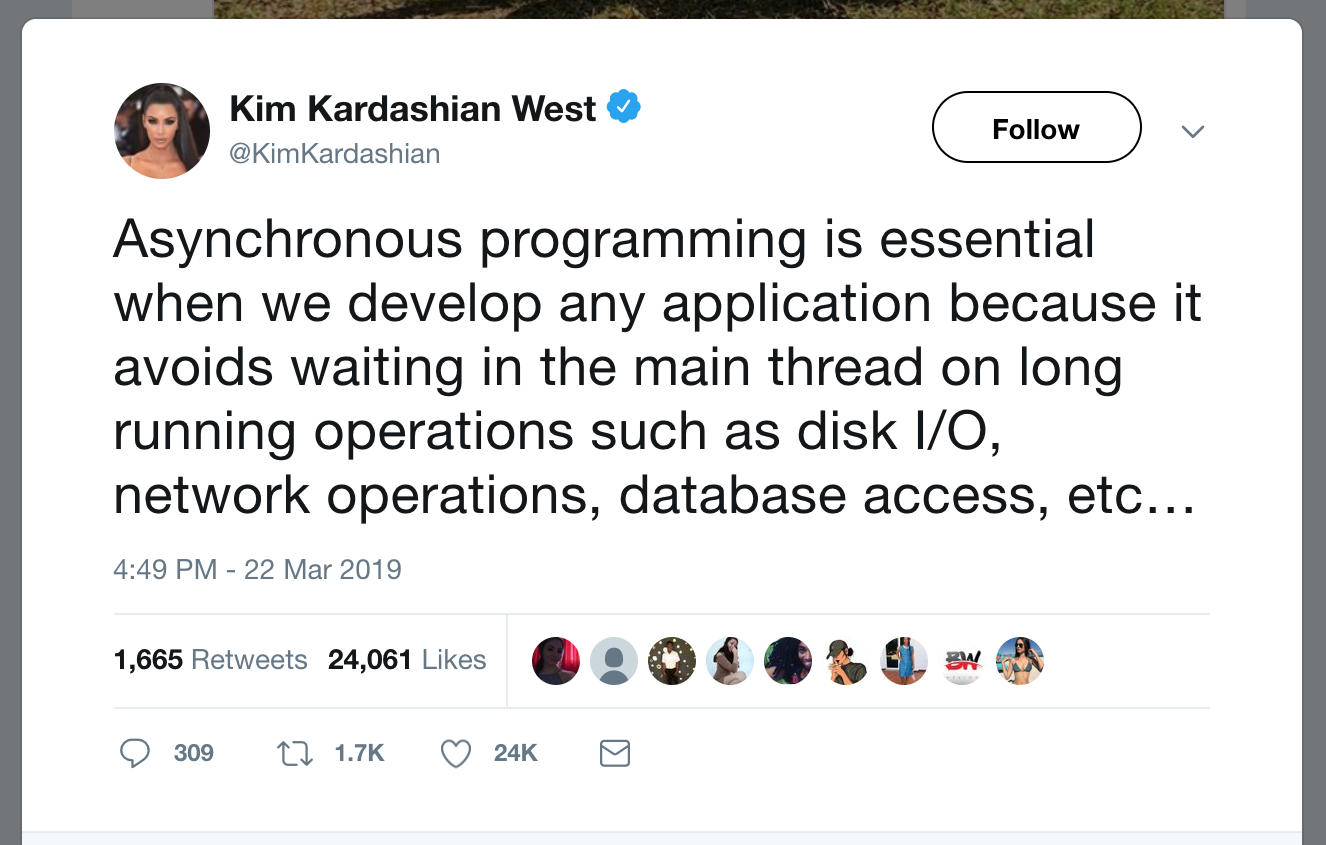 Kim Kardashian West
@KimKardashian
Follow
Asynchronous programming is essential
when we develop any application because it
avoids waiting in the main thread on long
running operations such as disk I/O,
network operations, database access, etc…
4:49 PM - 22 Mar 2019
1,665 Retweets 24,061 Likes
BW
309 1.7K 24K